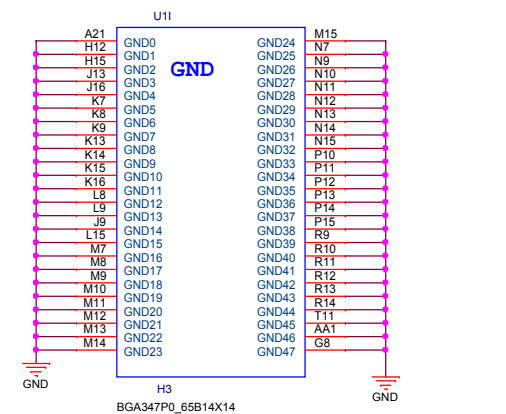 U1I
A21 GND0 GND24 M15
H12 GND1 GND25 N7
H15 GND2 GND26 N9
GND
J13 GND3 GND27 N10
J16 GND4 GND28 N11
K7 GND5 GND29 N12
K8 GND6 GND30 N13
K9 GND7 GND31 N14
K13 GND8 GND32 N15
K14 GND9 GND33 P10
K15 GND10 GND34 P11
K16 GND11 GND35 P12
L8 GND12 GND36 P13
L9 GND13 GND37 P14
J9 GND14 GND38 P15
L15 GND15 GND39 R9
M7 GND16 GND40 R10
M8 GND17 GND41 R11
M9 GND18 GND42 R12
M10 GND19 GND43 R13
M11 GND20 GND44 R14
M12 GND21 GND45 T11
M13 GND22 GND46 AA1
M14 GND23 GND47 G8
GND
GND
H3
BGA347P0_65B14X14